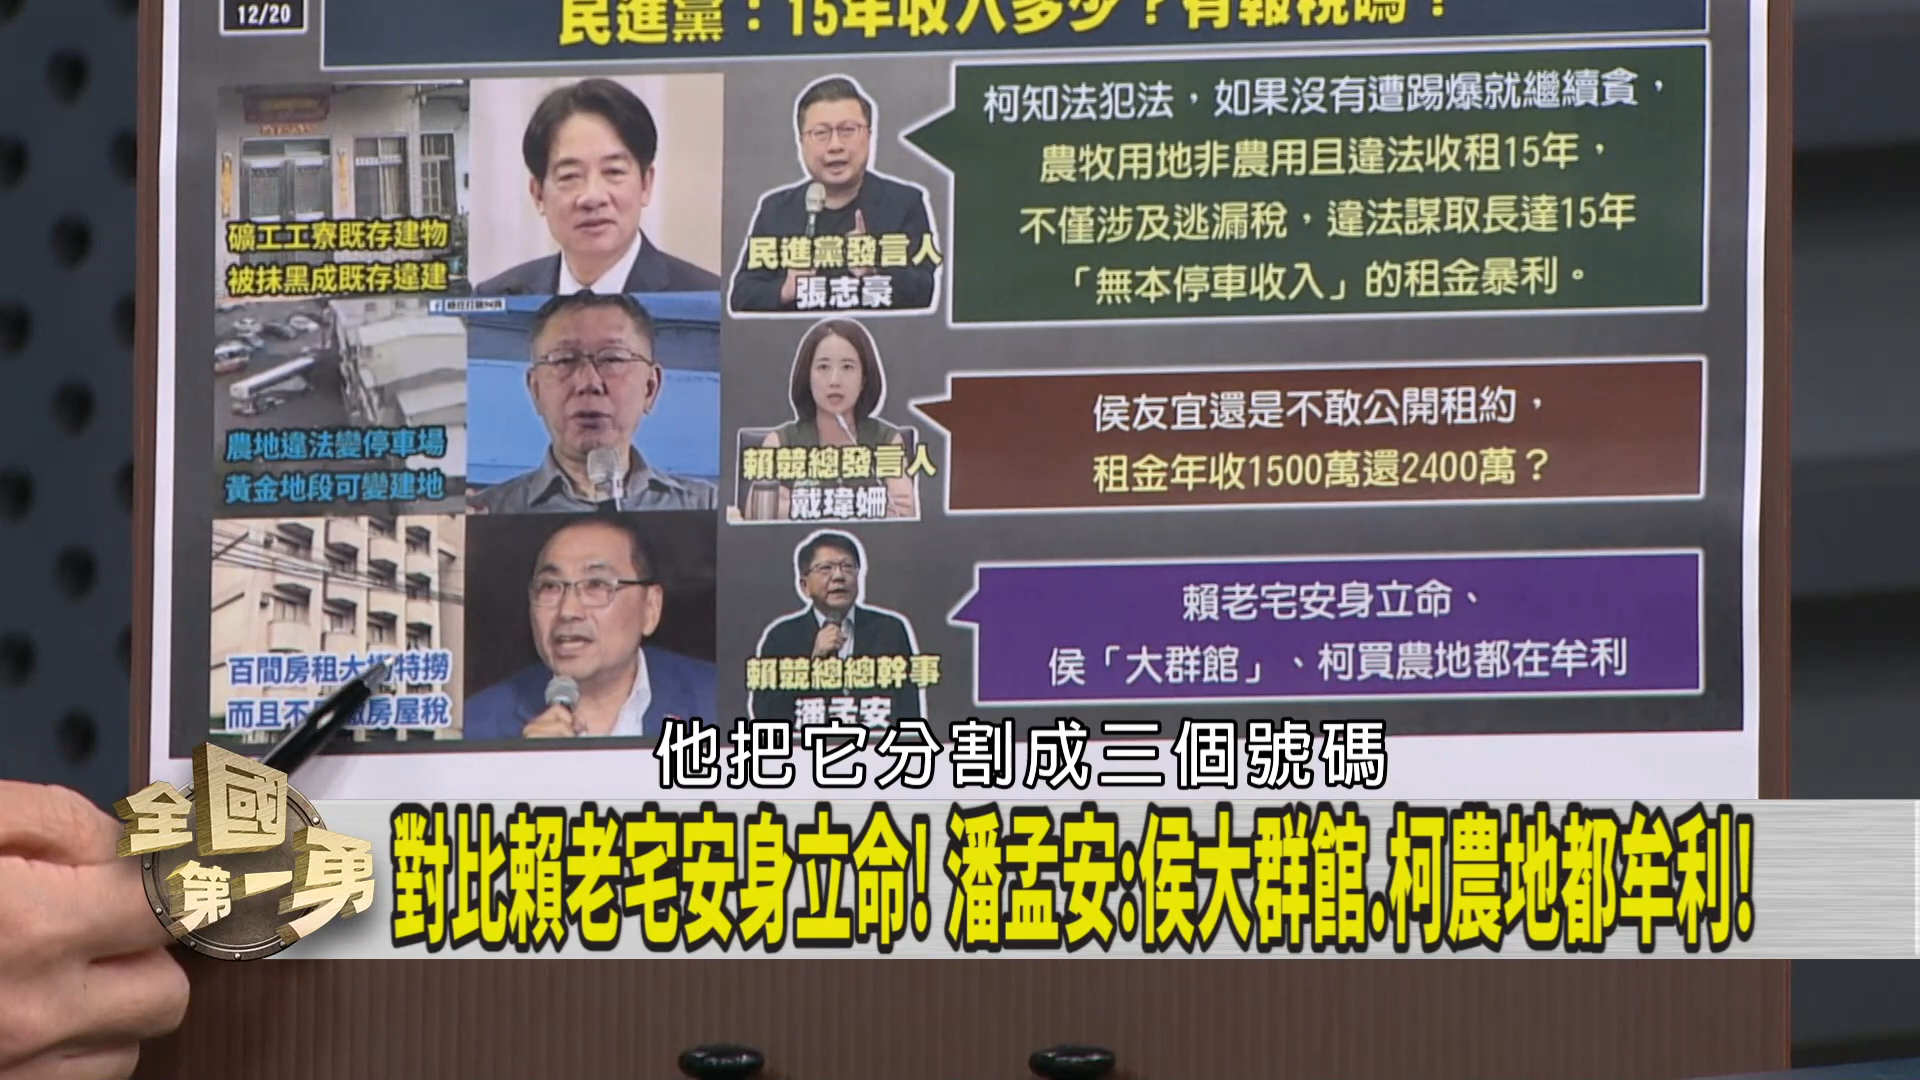 12/20
民進黨：15年收入多少？有報稅嗎！
礦工工寮既存建物
被抹黑成既存違建
民進黨發言人
張志豪
柯知法犯法，如果沒有遭踢爆就繼續貪，
農牧用地非農用且違法收租15年，
不僅涉及逃漏稅，違法謀取長達15年
「無本停車收入」的租金暴利。
農地違法變停車場
黃金地段可變建地
賴競總發言人
戴瑋姍
侯友宜還是不敢公開租約，
租金年收1500萬還2400萬？
百間房租大撈特撈
而且不用繳房屋稅
賴競總總幹事
潘孟安
賴老宅安身立命、
侯「大群館」、柯買農地都在牟利
他把它分割成三個號碼
全國第一勇
對比賴老宅安身立命! 潘孟安:侯大群館.柯農地都牟利!